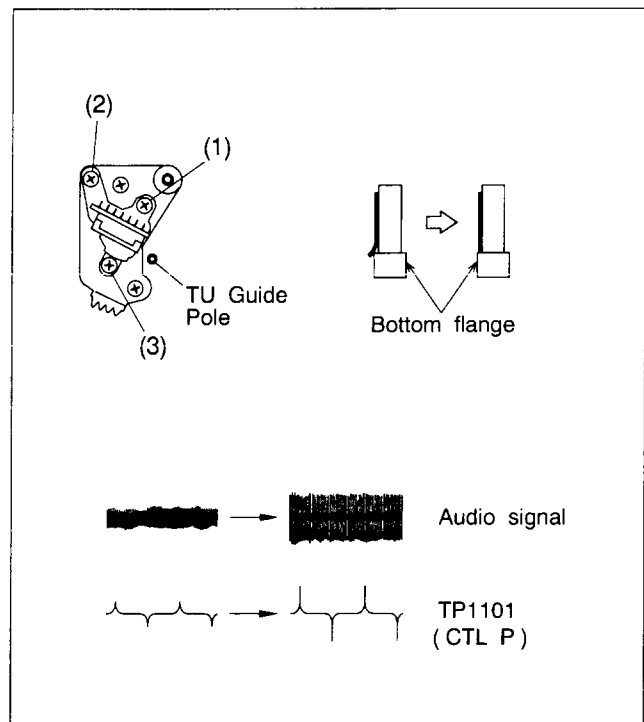 (2)
(1)
TU Guide
Pole
(3)
Bottom flange
Audio signal
TP1101
( CTL P )